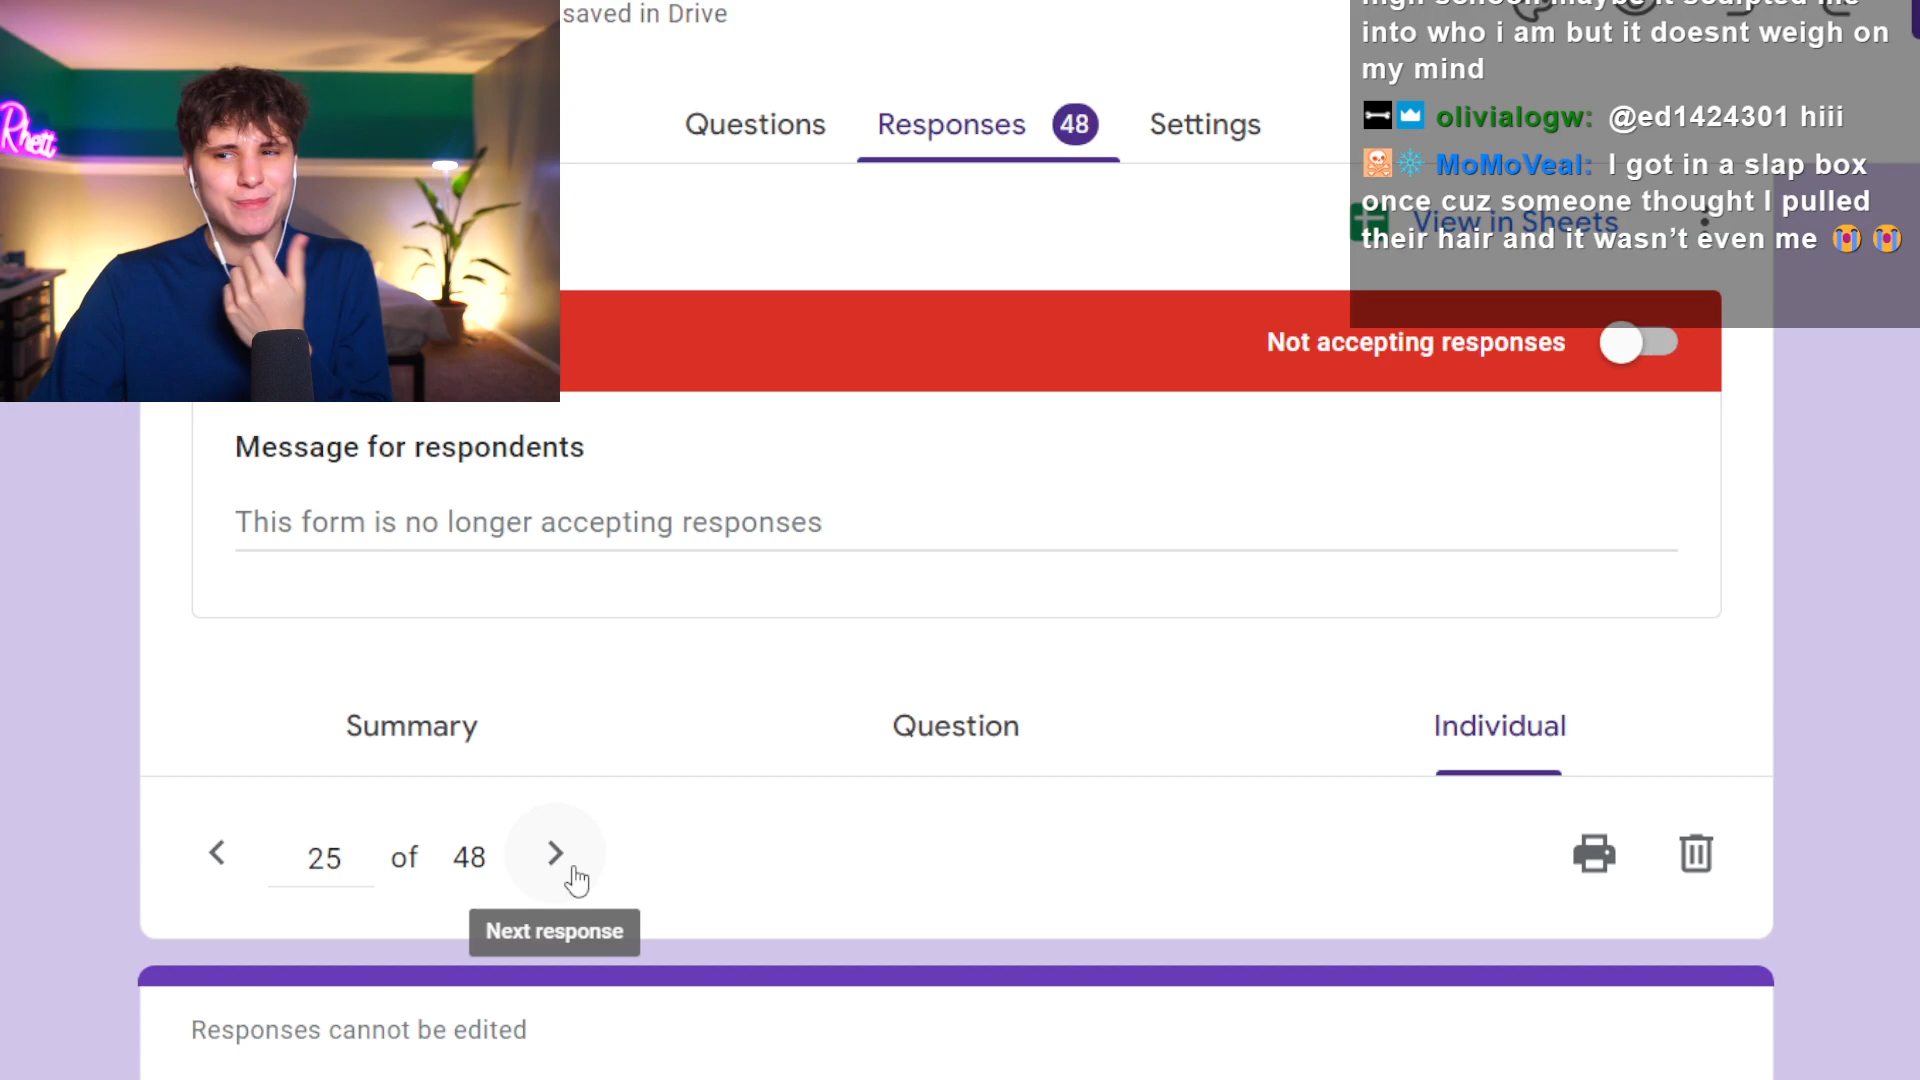 saved in Drive
into who i am but it doesnt weigh on
my mind
olivialogw: @ed1424301 hiii
MoMoVeal: I got in a slap box
once cuz someone thought I pulled
their hair and it wasn't even me
Rhett
Questions
Responses 48
Settings
View in Sheets
Not accepting responses
Message for respondents
This form is no longer accepting responses
Summary
Question
Individual
25 of 48
Next response
Responses cannot be edited